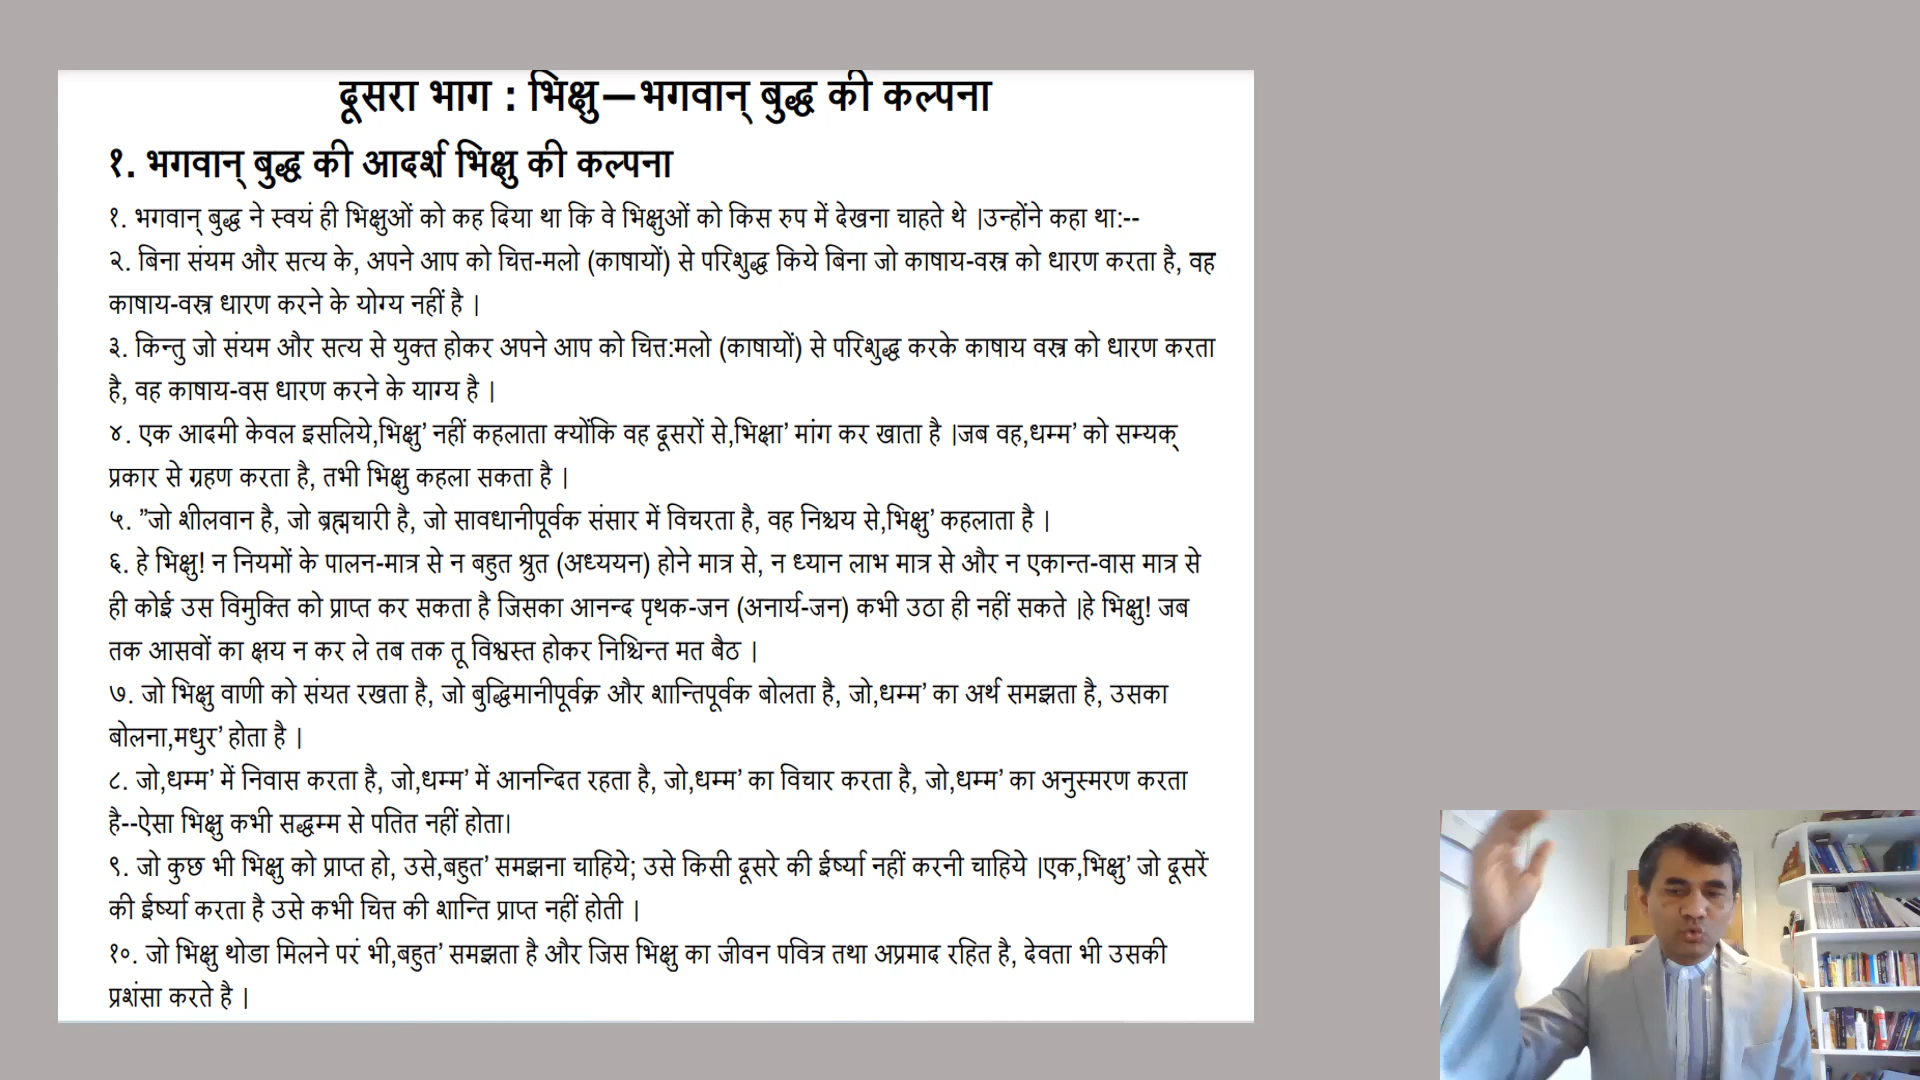 दूसरा भाग : भिक्षु—भगवान् बुद्ध की कल्पना
१. भगवान् बुद्ध की आदर्श भिक्षु की कल्पना
१. भगवान् बुद्ध ने स्वयं ही भिक्षुओं को कह दिया था कि वे भिक्षुओं को किस रुप में देखना चाहते थे |उन्होंने कहा था:--
२. बिना संयम और सत्य के, अपने आप को चित्त-मलो (काषायों) से परिशुद्ध किये बिना जो काषाय-वस्त्र को धारण करता है, वह
काषाय-वस्त्र धारण करने के योग्य नहीं है |
३. किन्तु जो संयम और सत्य से युक्त होकर अपने आप को चित्त:मलो (काषायों) से परिशुद्ध करके काषाय वस्त्र को धारण करता
है, वह काषाय-वस धारण करने के याग्य है |
४. एक आदमी केवल इसलिये,भिक्षु’ नहीं कहलाता क्योंकि वह दूसरों से,भिक्षा’ मांग कर खाता है |जब वह,धम्म’ को सम्यक्
प्रकार से ग्रहण करता है, तभी भिक्षु कहला सकता है |
५. ”जो शीलवान है, जो ब्रह्मचारी है, जो सावधानीपूर्वक संसार में विचरता है, वह निश्चय से,भिक्षु’ कहलाता है |
६. हे भिक्षु! न नियमों के पालन-मात्र से न बहुत श्रुत (अध्ययन) होने मात्र से, न ध्यान लाभ मात्र से और न एकान्त-वास मात्र से
ही कोई उस विमुक्ति को प्राप्त कर सकता है जिसका आनन्द पृथक-जन (अनार्य-जन) कभी उठा ही नहीं सकते |हे भिक्षु! जब
तक आसवों का क्षय न कर ले तब तक तू विश्वस्त होकर निश्चिन्त मत बैठ |
७. जो भिक्षु वाणी को संयत रखता है, जो बुद्धिमानीपूर्वक्र और शान्तिपूर्वक बोलता है, जो,धम्म’ का अर्थ समझता है, उसका
बोलना,मधुर’ होता है |
८. जो,धम्म’ में निवास करता है, जो,धम्म’ में आनन्दित रहता है, जो,धम्म’ का विचार करता है, जो,धम्म’ का अनुस्मरण करता
है--ऐसा भिक्षु कभी सद्धम्म से पतित नहीं होता।
९. जो कुछ भी भिक्षु को प्राप्त हो, उसे,बहुत’ समझना चाहिये; उसे किसी दूसरे की ईर्ष्या नहीं करनी चाहिये |एक,भिक्षु’ जो दूसरें
की ईर्ष्या करता है उसे कभी चित्त की शान्ति प्राप्त नहीं होती |
१०. जो भिक्षु थोडा मिलने परं भी,बहुत’ समझता है और जिस भिक्षु का जीवन पवित्र तथा अप्रमाद रहित है, देवता भी उसकी
प्रशंसा करते है |